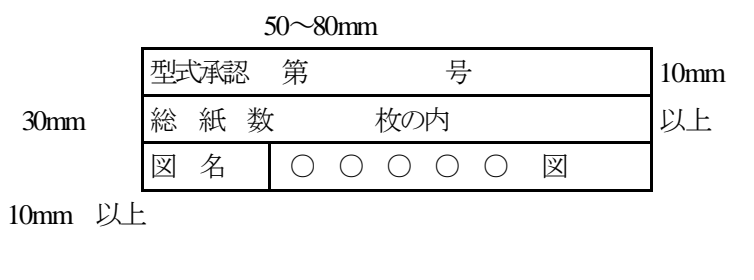 50～80mm
型式承認 第 号 10mm
30mm 総 紙 数 枚の内 以上
図 名 ○ ○ ○ ○ ○ 図
10mm 以上